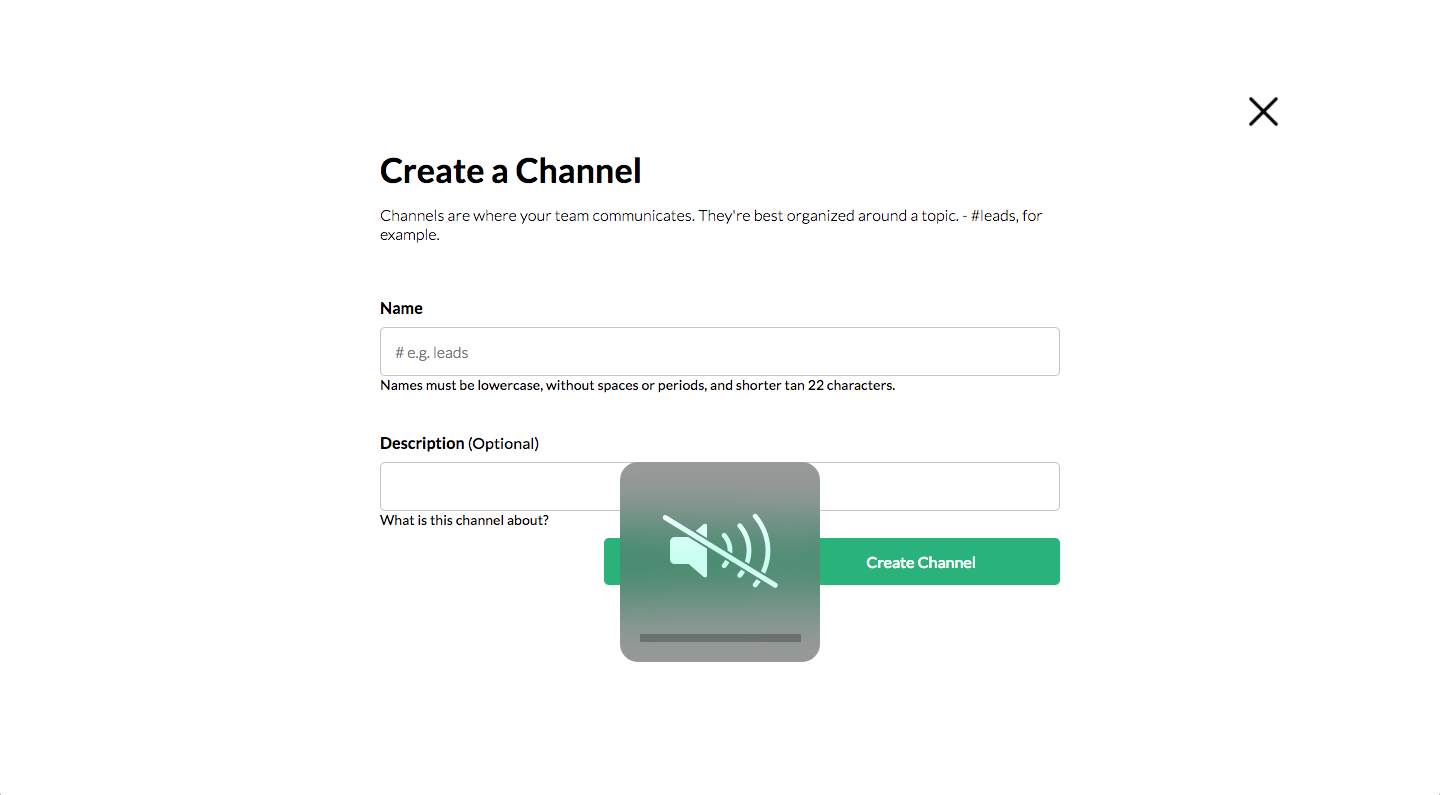 Create a Channel
Channels are where your team communicates. They're best organized around a topic. - #leads, for
example.
Name
# e.g. leads
Names must be lowercase, without spaces or periods, and shorter tan 22 characters.
Description (Optional)
What is this channel about?
Create Channel